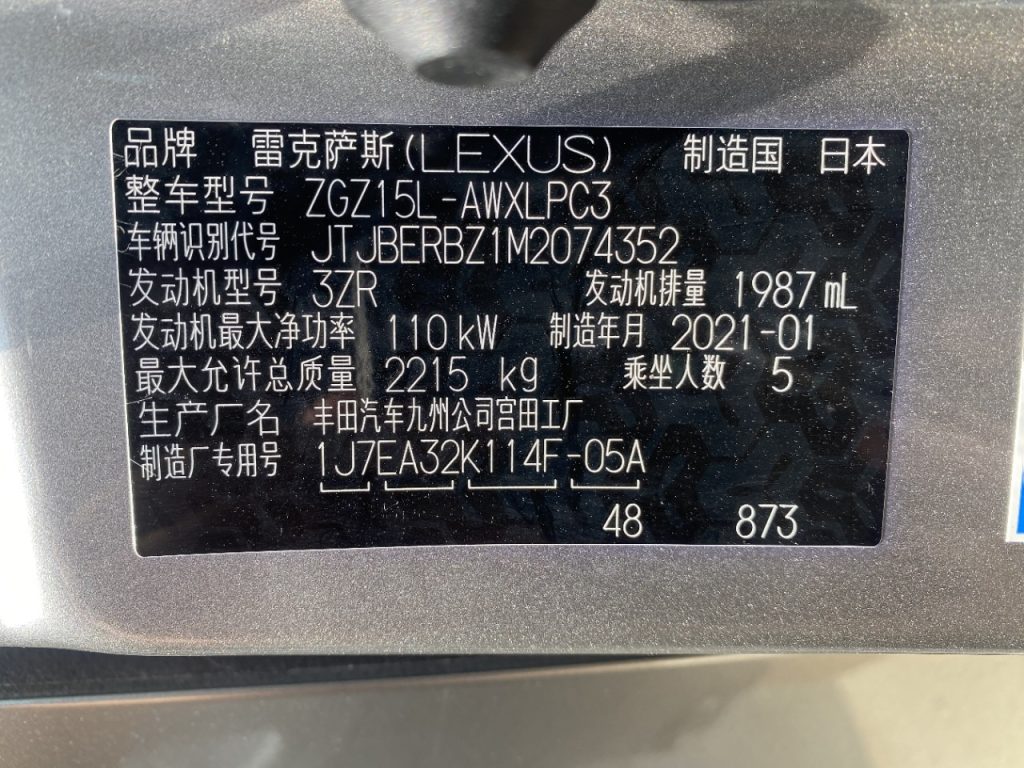 品牌 雷克萨斯(LEXUS) 制造国 日本
整车型号 ZGZ15L-AWXLPC3
车辆识别代号 JTJBERBZ1M2074352
发动机型号 3ZR 发动机排量 1987mL
发动机最大净功率 110kW 制造年月 2021-01
最大允许总质量 2215 kg 乘坐人数 5
生产厂名 丰田汽车九州公司宫田工厂
制造厂专用号 1J7EA32K114F-05A
48 873